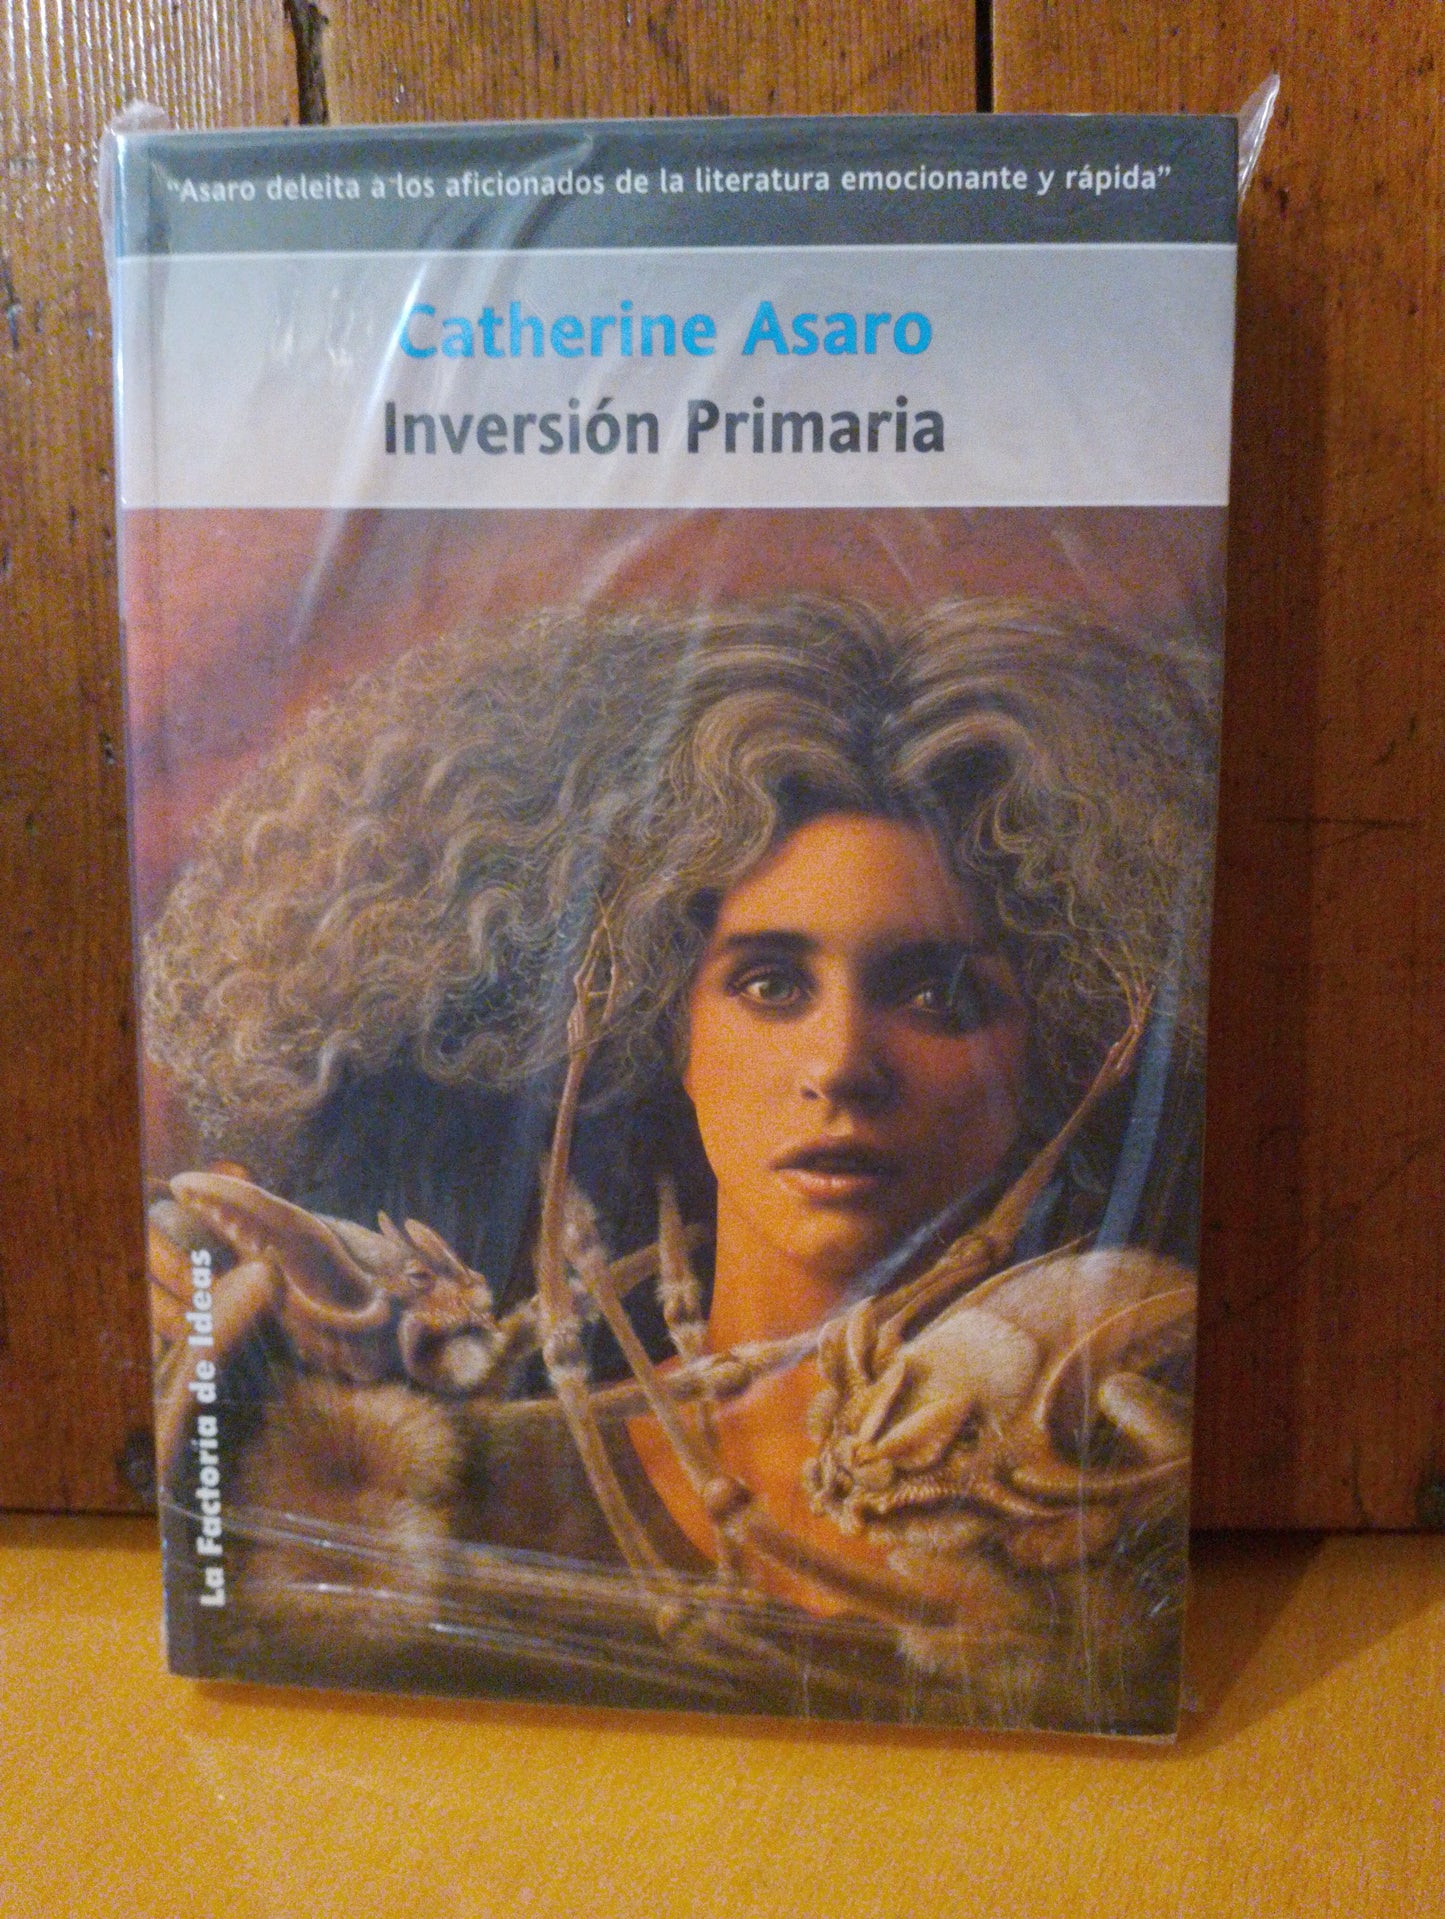 "Asaro deleita a los aficionados de la literatura emocionante y rápida"
Catherine Asaro
Inversión Primaria
La Factoría de Ideas